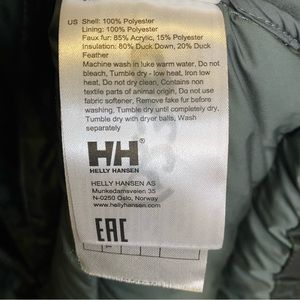 US Shell: 100% Polyester
Lining: 100% Polyester
Faux fur: 85% Acrylic, 15% Polyester
Insulation: 80% Duck Down, 20% Duck
Feather
Machine wash in luke warm water, Do not
bleach, Tumble dry - low heat, Iron low
heat, Do not dry clean, Contains non
textile parts of animal origin, Do not use
fabric softener, Remove fake fur before
washing, Tumble dry until completely dry,
Tumble dry with dryer balls, Wash
separately
HH
HELLY HANSEN
HELLY HANSEN AS
Munkedamsveien 35
N-0250 Oslo, Norway
www.hellyhansen.com
EAC